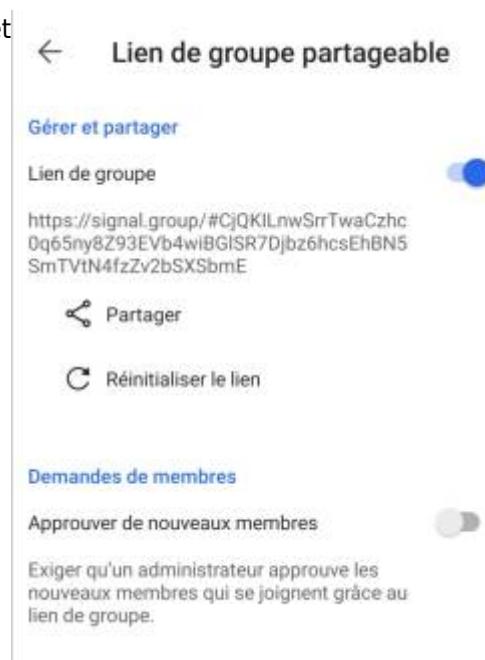 et
Lien de groupe partageable
Gérer et partager
Lien de groupe
https://signal.group/#CjQKILnwSrrTwaCzhc
0q65ny8Z93EVb4wiBGlSR7Djbz6hcsEhBN5
SmTVtN4fzZv2bSXSbmE
Partager
Réinitialiser le lien
Demandes de membres
Approuver de nouveaux membres
Exiger qu'un administrateur approuve les
nouveaux membres qui se joignent grâce au
lien de groupe.